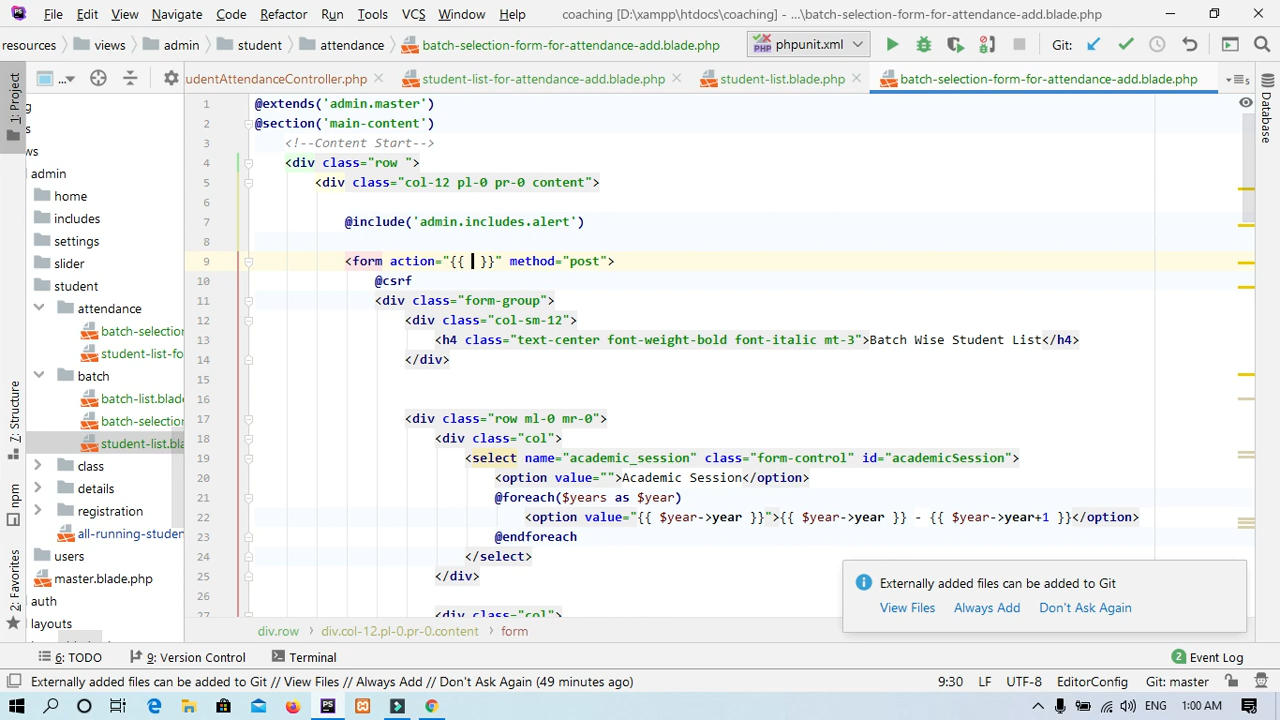 File Edit View Navigate Code Refactor Run Tools VCS Window Help coaching [D:\xampp\htdocs\coaching] - ...\batch-selection-form-for-attendance-add.blade.php
resources views admin student attendance batch-selection-form-for-attendance-add.blade.php phpunit.xml Git:
1: Project ... udentAttendanceController.php student-list-for-attendance-add.blade.php student-list.blade.php batch-selection-form-for-attendance-add.blade.php Database
ws
admin
home
includes
settings
slider
student
attendance
batch-selection
student-list-fo
batch
batch-list.blade
batch-selection
student-list.bla
class
details
registration
all-running-studen
users
master.blade.php
auth
layouts
Z: Structure
npm
2: Favorites
1 @extends('admin.master')
2 @section('main-content')
3 <!--Content Start-->
4 <div class="row ">
5 <div class="col-12 pl-0 pr-0 content">
6
7 @include('admin.includes.alert')
8
9 <form action="{{ }}" method="post">
10 @csrf
11 <div class="form-group">
12 <div class="col-sm-12">
13 <h4 class="text-center font-weight-bold font-italic mt-3">Batch Wise Student List</h4>
14 </div>
15
16
17 <div class="row ml-0 mr-0">
18 <div class="col">
19 <select name="academic_session" class="form-control" id="academicSession">
20 <option value="">Academic Session</option>
21 @foreach($years as $year)
22 <option value="{{ $year->year }}">{{ $year->year }} - {{ $year->year+1 }}</option>
23 @endforeach
24 </select>
25 </div>
26
27 <div class="col">
Externally added files can be added to Git
View Files Always Add Don't Ask Again
div.row div.col-12.pl-0.pr-0.content form
6: TODO 9: Version Control Terminal 2 Event Log
Externally added files can be added to Git // View Files // Always Add // Don't Ask Again (49 minutes ago) 9:30 LF UTF-8 EditorConfig Git: master
ENG 1:00 AM